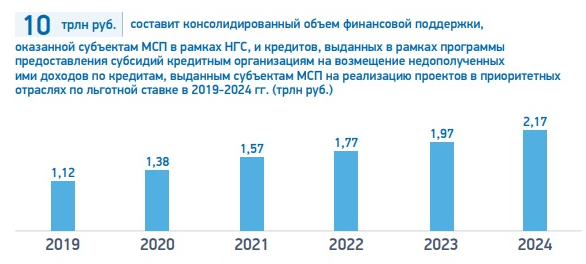 10 трлн руб. составит консолидированный объем финансовой поддержки,
оказанной субъектам МСП в рамках НГС, и кредитов, выданных в рамках программы
предоставления субсидий кредитным организациям на возмещение недополученных
ими доходов по кредитам, выданным субъектам МСП на реализацию проектов в приоритетных
отраслях по льготной ставке в 2019-2024 гг. (трлн руб.)
1,12 1,38 1,57 1,77 1,97 2,17
2019 2020 2021 2022 2023 2024